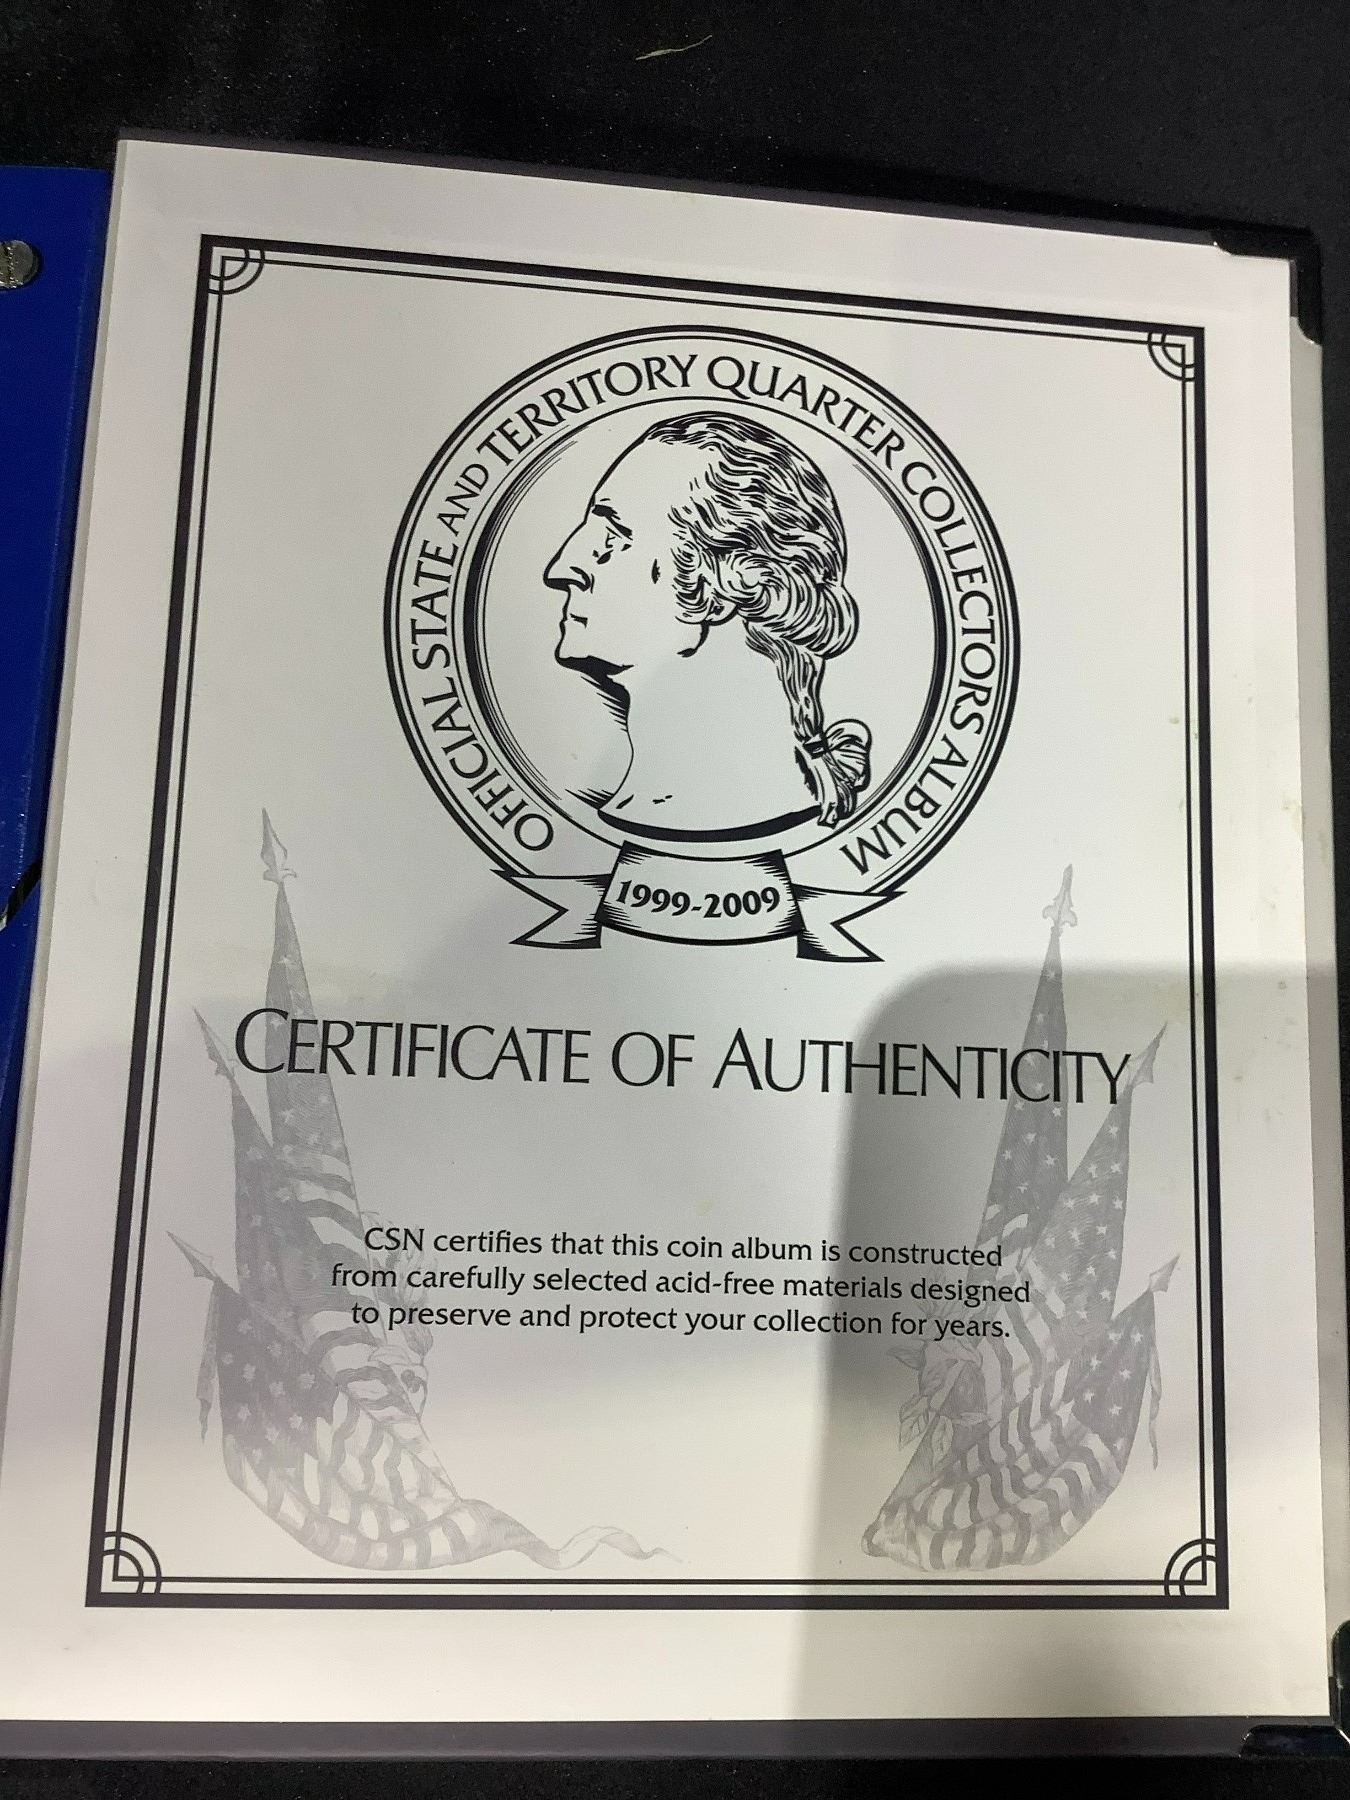 OFFICIAL STATE AND TERRITORY QUARTER COLLECTORS ALBUM
1999-2009
CERTIFICATE OF AUTHENTICITY
CSN certifies that this coin album is constructed
from carefully selected acid-free materials designed
to preserve and protect your collection for years.